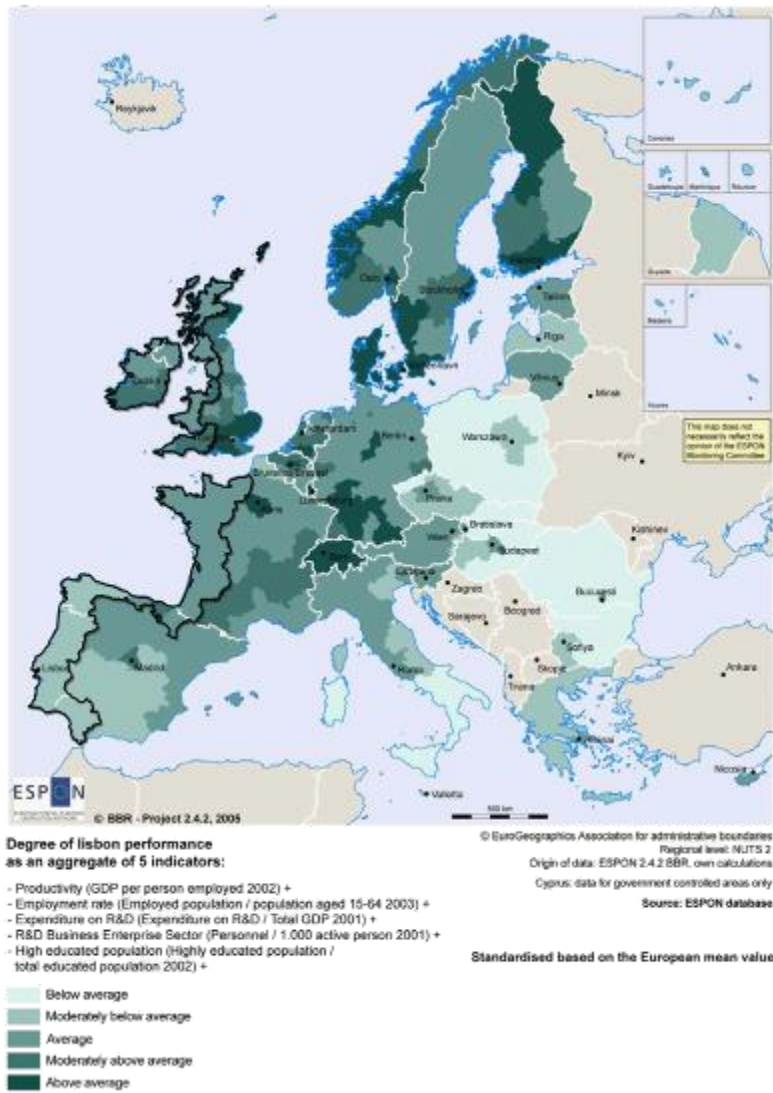 Reykjavik
Canarias
Guadeloupe Martinique Réunion
Guyane
Madeira
Oslo
Stockholm
Tallinn
Riga
Vilnius
Minsk
This map does not
necessarily reflect the
opinion of the ESPON
Monitoring Committee
Amsterdam
Berlin
Warszawa
Kyiv
Praha
Paris
Wien
Bratislava
Budapest
Kishinev
Zagreb
Bucuresti
Beograd
Sarajevo
Sofiya
Skopje
Roma
Madrid
Lisboa
Ankara
Nicosia
Valletta
500 km
ESPON
© BBR - Project 2.4.2, 2005
© EuroGeographics Association for administrative boundaries
Regional level: NUTS 2
Origin of data: ESPON 2.4.2 BBR, own calculations
Cyprus: data for government controlled areas only
Source: ESPON database
Degree of lisbon performance
as an aggregate of 5 indicators:
- Productivity (GDP per person employed 2002) +
- Employment rate (Employed population / population aged 15-64 2003) +
- Expenditure on R&D (Expenditure on R&D / Total GDP 2001) +
- R&D Business Enterprise Sector (Personnel / 1.000 active person 2001) +
- High educated population (Highly educated population /
total educated population 2002) +
Standardised based on the European mean value
Below average
Moderately below average
Average
Moderately above average
Above average